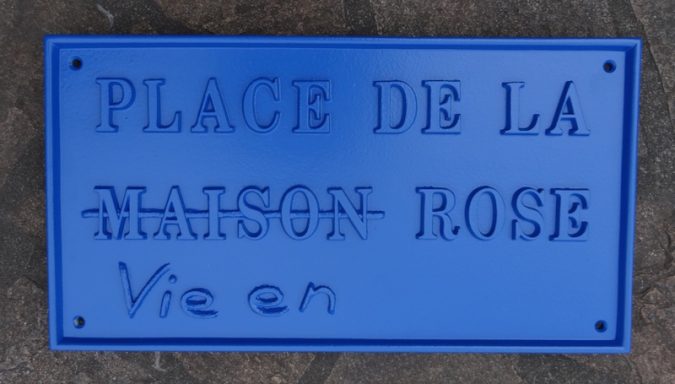 PLACE DE LA
MAISON ROSE
Vie en